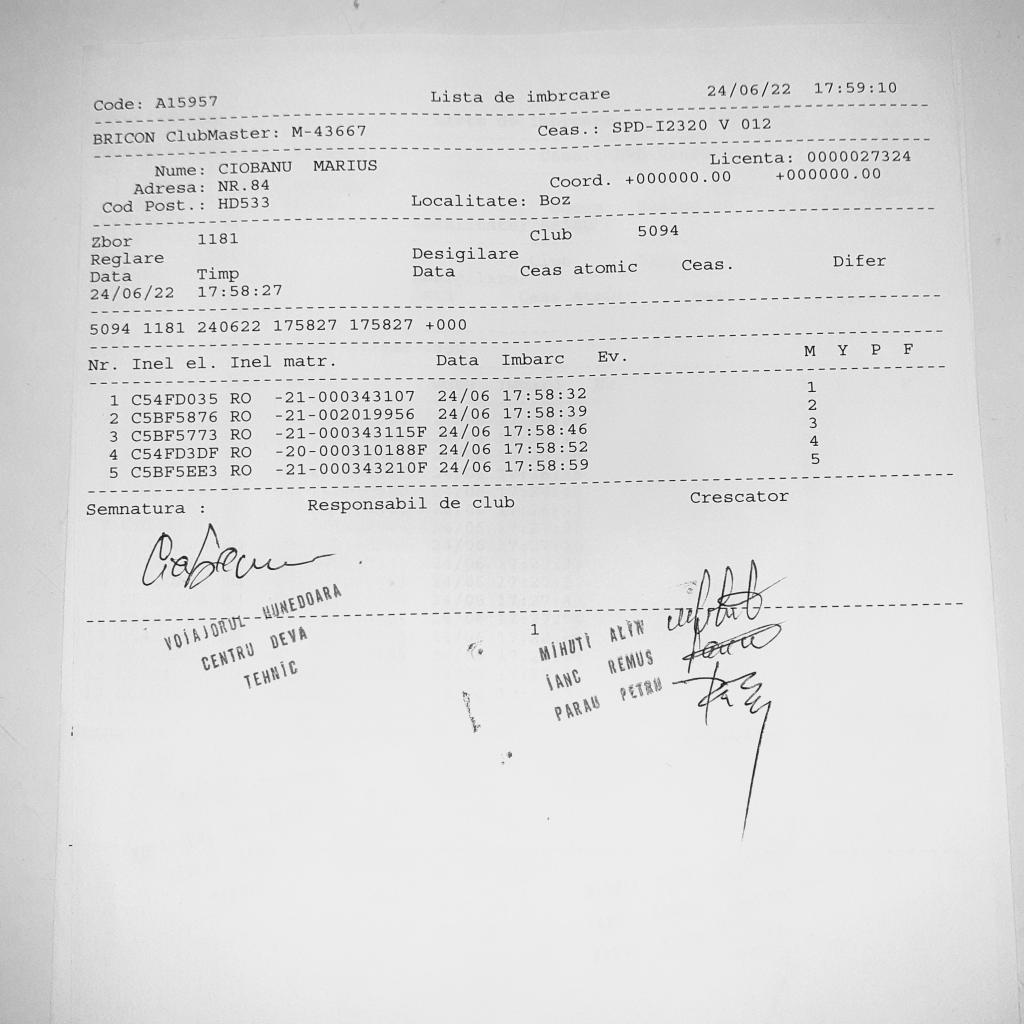 Code: A15957 Lista de imbrcare 24/06/22 17:59:10
BRICON ClubMaster: M-43667 Ceas.: SPD-I2320 V 012
Nume: CIOBANU MARIUS Licenta: 0000027324
Adresa: NR.84 Coord. +000000.00 +000000.00
Cod Post.: HD533 Localitate: Boz
Zbor 1181 Club 5094
Reglare Desigilare
Data Timp Data Ceas atomic Ceas. Difer
24/06/22 17:58:27
5094 1181 240622 175827 175827 +000
Nr. Inel el. Inel matr. Data Imbarc Ev. M Y P F
1 C54FD035 RO -21-000343107 24/06 17:58:32 1
2 C5BF5876 RO -21-002019956 24/06 17:58:39 2
3 C5BF5773 RO -21-000343115F 24/06 17:58:46 3
4 C54FD3DF RO -20-000310188F 24/06 17:58:52 4
5 C5BF5EE3 RO -21-000343210F 24/06 17:58:59 5
Semnatura : Responsabil de club Crescator
VOIAJORUL HUNEDOARA
CENTRU DEVA
TEHNIC
1
MIHUTI ALIN
IANC REMUS
PARAU PETRU